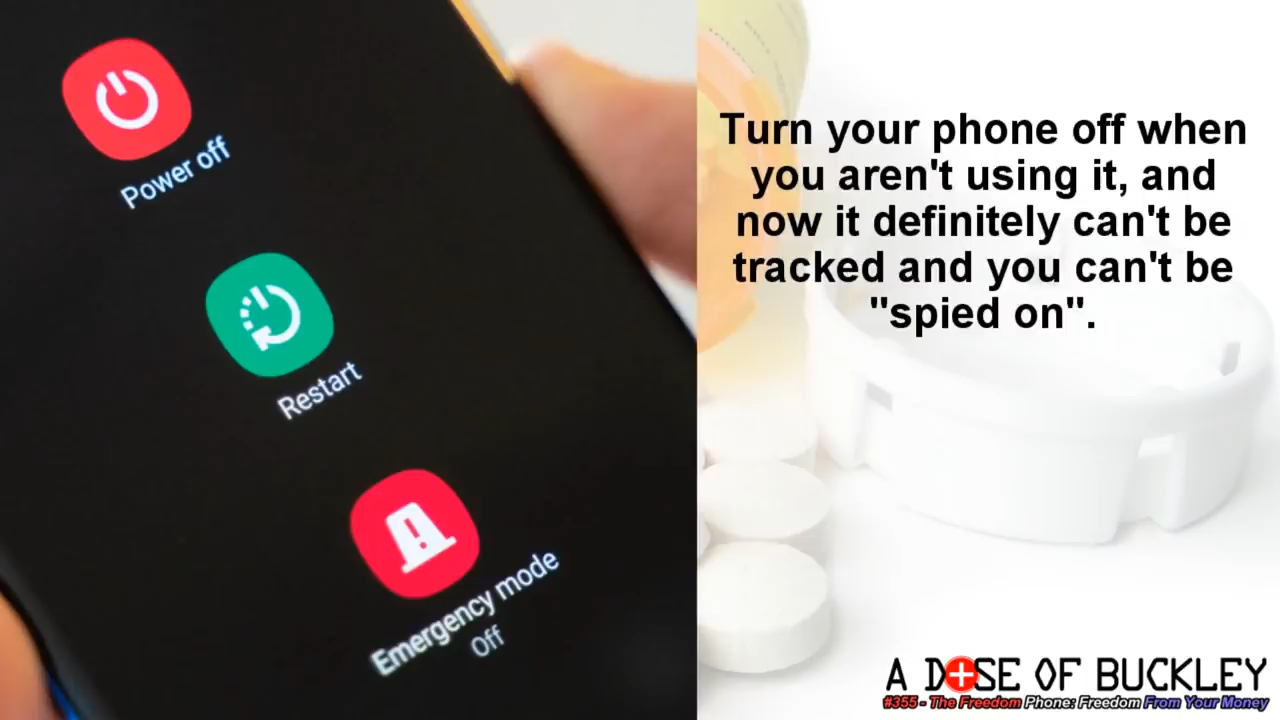 Power off
Restart
Emergency mode
Off
Turn your phone off when
you aren't using it, and
now it definitely can't be
tracked and you can't be
"spied on".
A DOSE OF BUCKLEY
#355 - The Freedom Phone: Freedom From Your Money